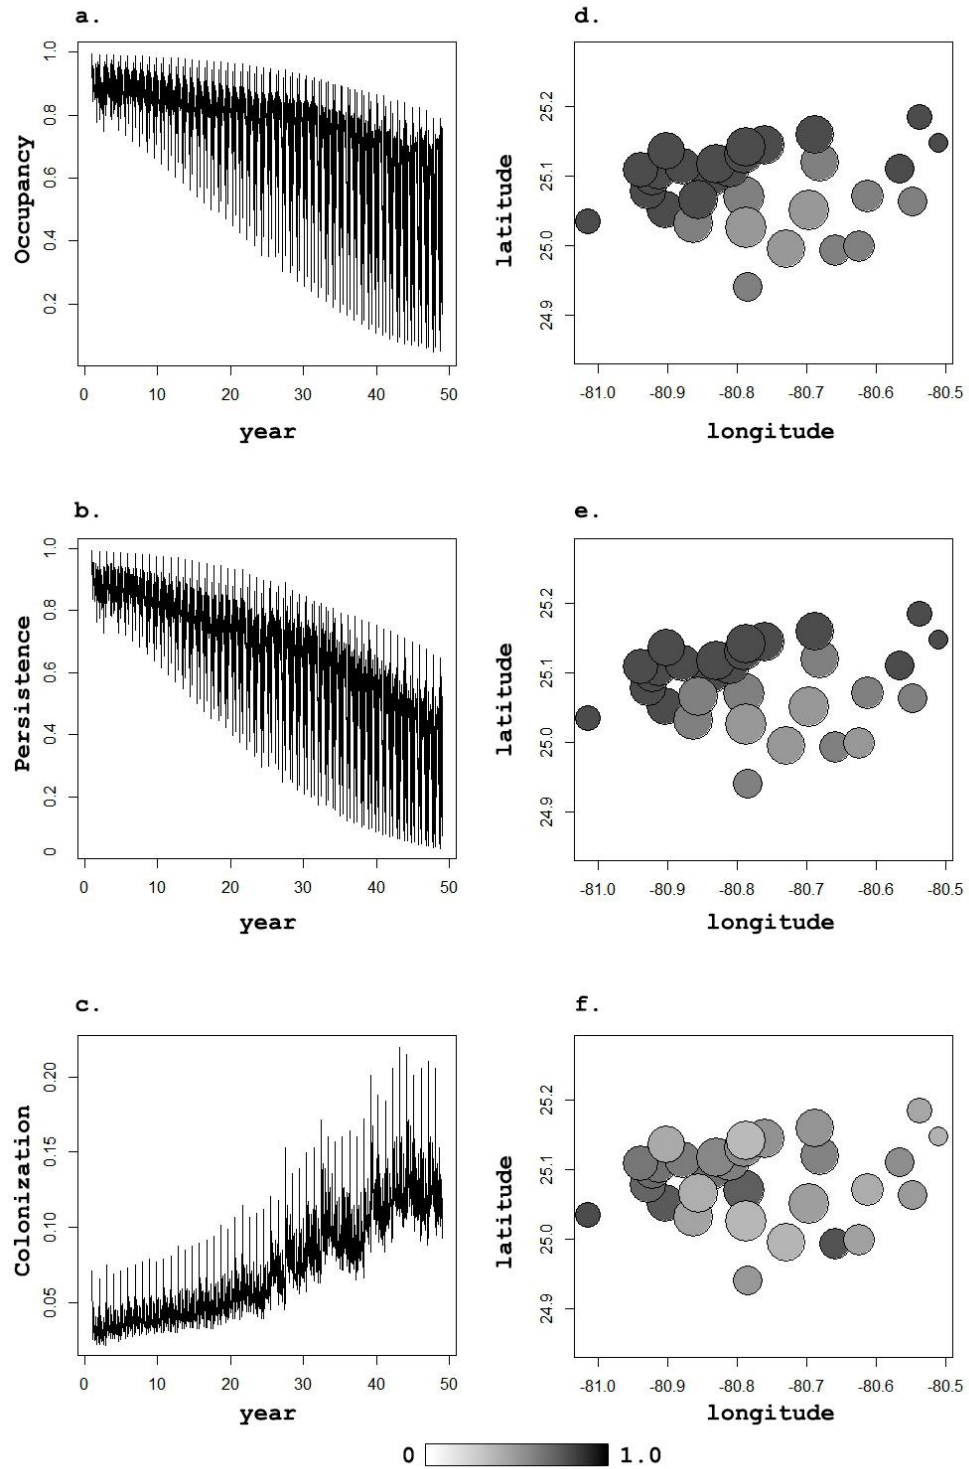 a.
Occupancy
1.0
0.8
0.6
0.4
0.2
0 10 20 30 40 50
year
d.
latitude
25.2
25.1
25.0
24.9
-81.0 -80.9 -80.8 -80.7 -80.6 -80.5
longitude
b.
Persistence
1.0
0.8
0.6
0.4
0.2
0
0 10 20 30 40 50
year
e.
latitude
25.2
25.1
25.0
24.9
-81.0 -80.9 -80.8 -80.7 -80.6 -80.5
longitude
c.
Colonization
0.20
0.15
0.10
0.05
0 10 20 30 40 50
year
f.
latitude
25.2
25.1
25.0
24.9
-81.0 -80.9 -80.8 -80.7 -80.6 -80.5
longitude
0 1.0